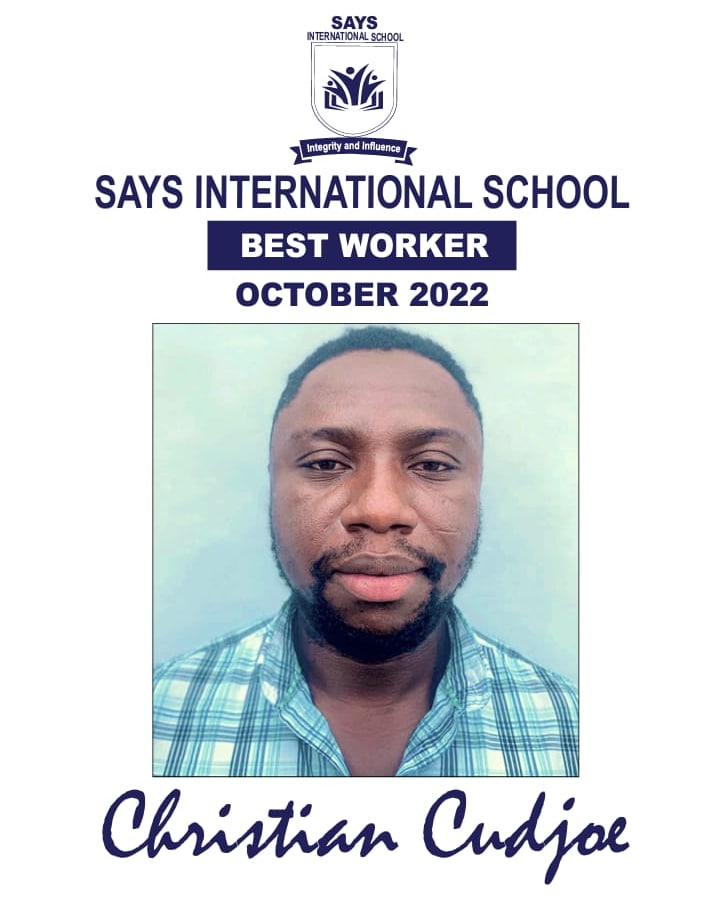 SAYS
INTERNATIONAL SCHOOL
Integrity and Influence
SAYS INTERNATIONAL SCHOOL
BEST WORKER
OCTOBER 2022
Christian Cudjoe